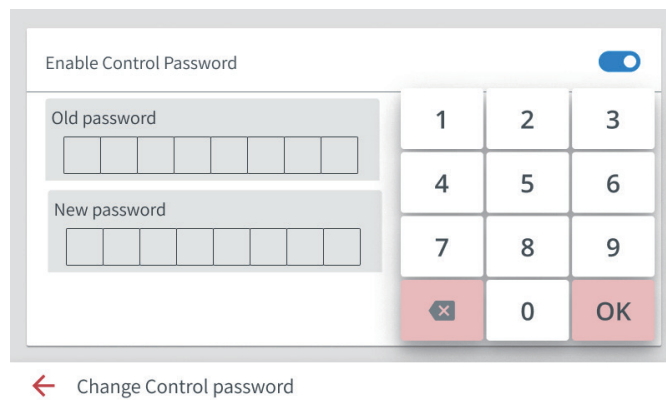 Enable Control Password
Old password
New password
1 2 3
4 5 6
7 8 9
0 OK
Change Control password